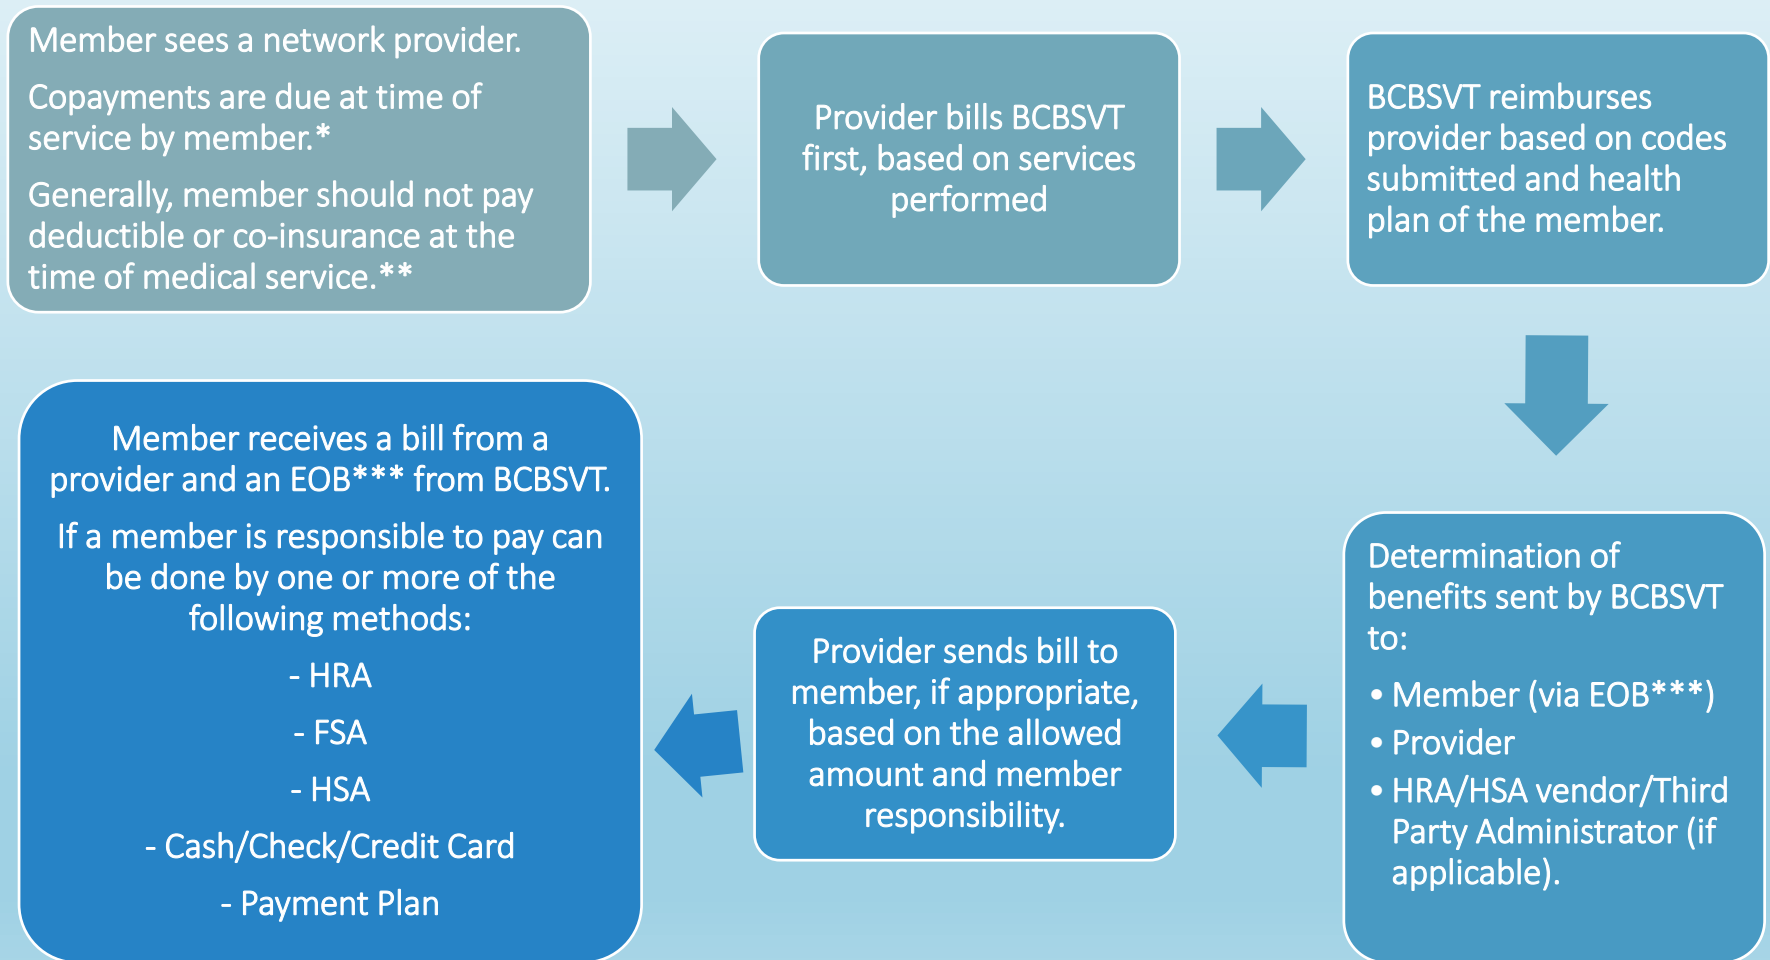 Member sees a network provider.
Copayments are due at time of
service by member.*
Generally, member should not pay
deductible or co-insurance at the
time of medical service.**
Provider bills BCBSVT
first, based on services
performed
BCBSVT reimburses
provider based on codes
submitted and health
plan of the member.
Determination of
benefits sent by BCBSVT
to:
• Member (via EOB***)
• Provider
• HRA/HSA vendor/Third
Party Administrator (if
applicable).
Provider sends bill to
member, if appropriate,
based on the allowed
amount and member
responsibility.
Member receives a bill from a
provider and an EOB*** from BCBSVT.
If a member is responsible to pay can
be done by one or more of the
following methods:
- HRA
- FSA
- HSA
- Cash/Check/Credit Card
- Payment Plan